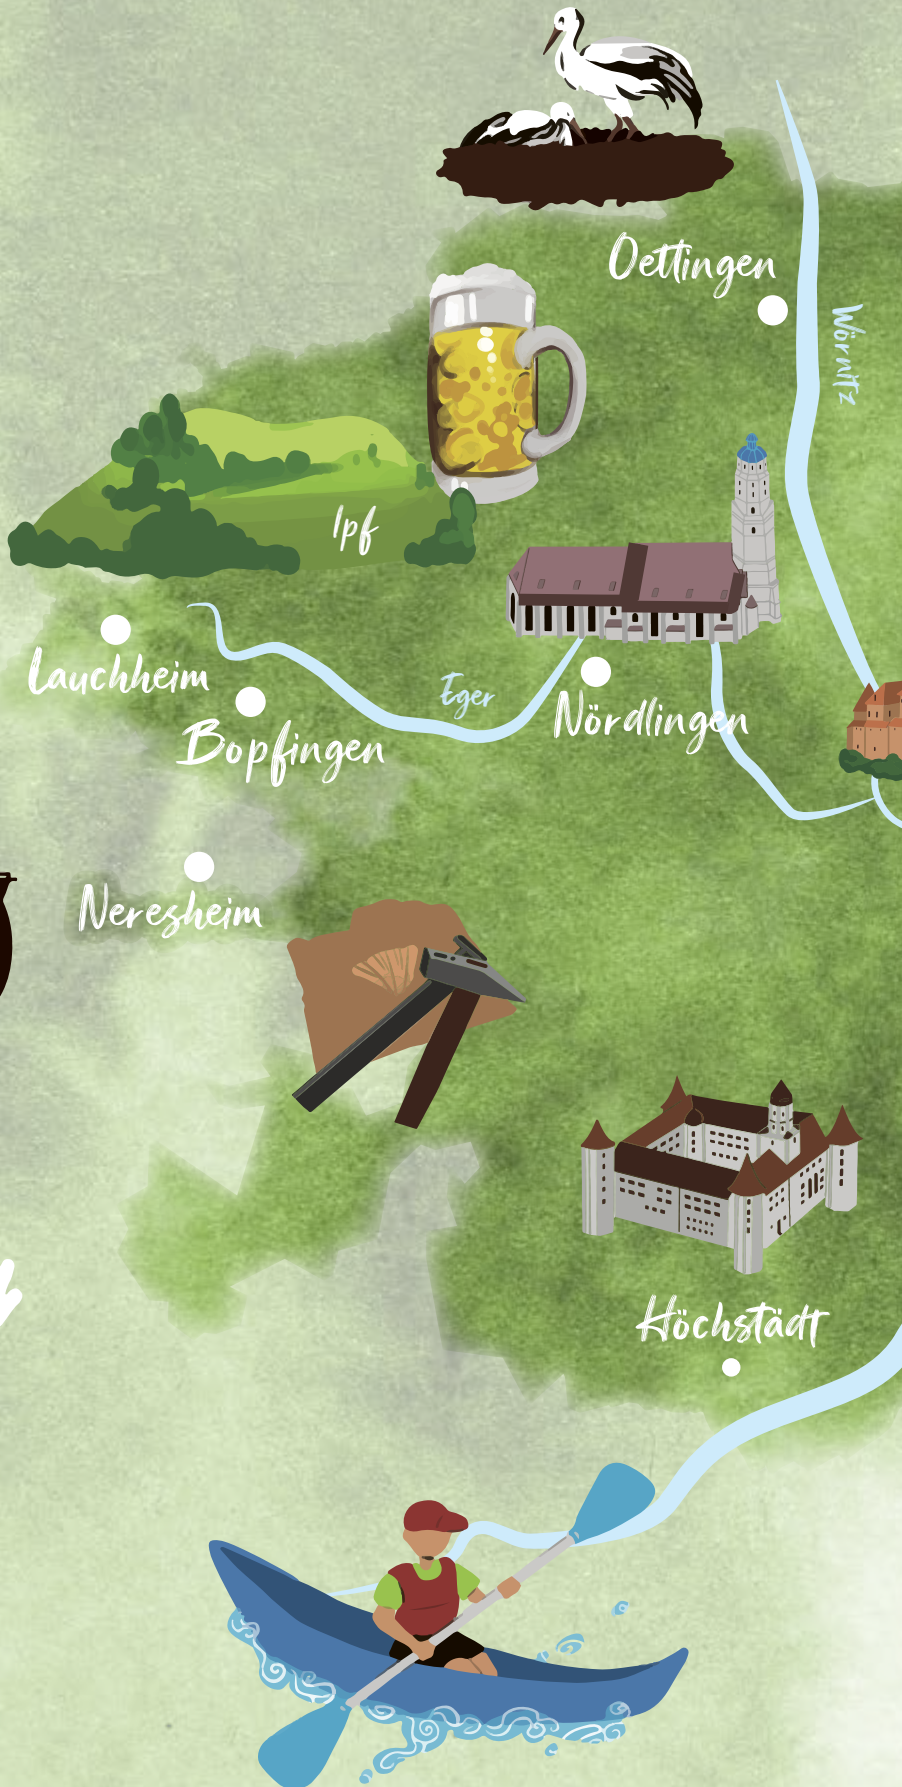 Oettingen
Wörnitz
Ipf
Lauchheim
Eger
Bopfingen
Nördlingen
Neresheim
Höchstädt